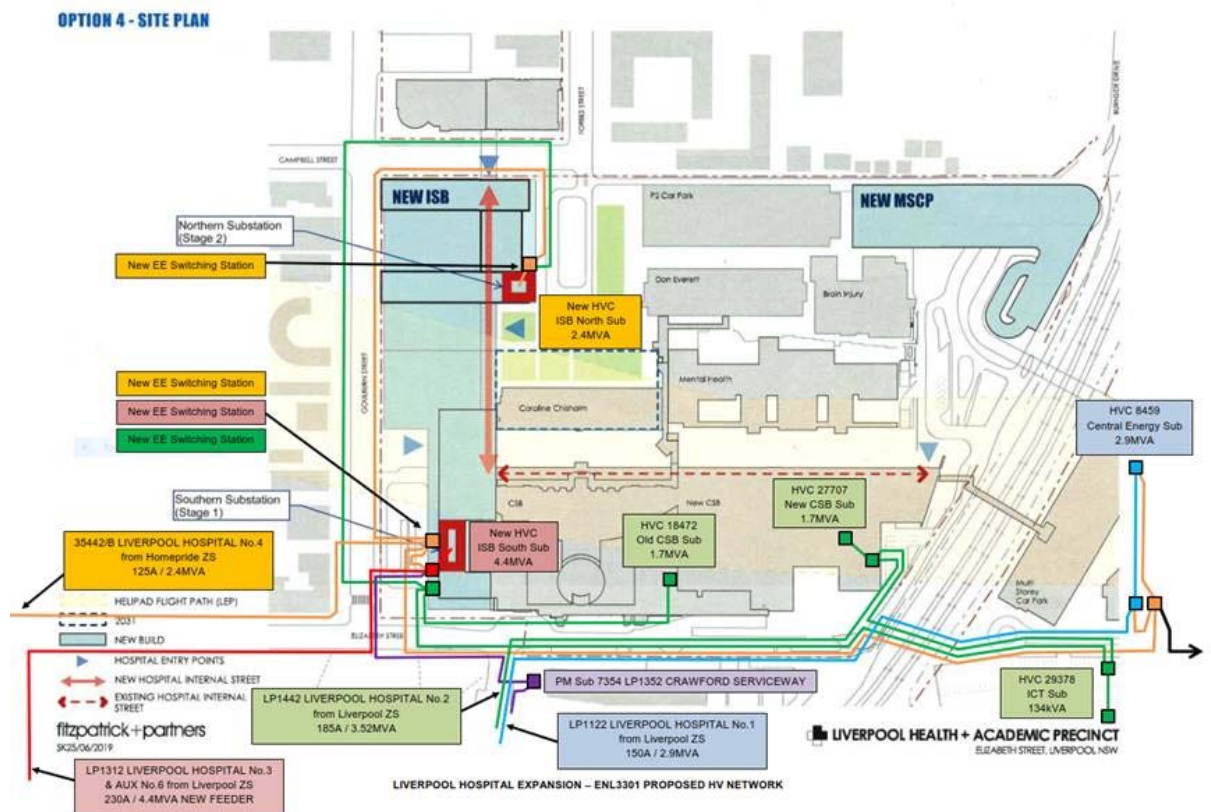 OPTION 4 - SITE PLAN
FORBES STREET
BURNSIDE DRIVE
CAMPBELL STREET
NEW ISB
PS Car Park
NEW MSCP
Northern Substation
(Stage 2)
New EE Switching Station
Don Everett
Brain Injury
New HVC
ISB North Sub
2.4MVA
GOULBURN STREET
New EE Switching Station
Mental Health
New EE Switching Station
Caroline Chisholm
HVC 8459
Central Energy Sub
2.9MVA
New EE Switching Station
Southern Substation
(Stage 1)
CSB
New CSB
HVC 27707
New CSB Sub
1.7MVA
New HVC
ISB South Sub
4.4MVA
HVC 18472
Old CSB Sub
1.7MVA
35442/B LIVERPOOL HOSPITAL No.4
from Homepride ZS
125A / 2.4MVA
Multi
Storey
Car Park
HELIPAD FLIGHT PATH (LEP)
2031
NEW BUILD
HOSPITAL ENTRY POINTS
NEW HOSPITAL INTERNAL STREET
EXISTING HOSPITAL INTERNAL
STREET
PM Sub 7354 LP1352 CRAWFORD SERVICEWAY
HVC 29378
ICT Sub
134kVA
LP1442 LIVERPOOL HOSPITAL No.2
from Liverpool ZS
185A / 3.52MVA
LP1122 LIVERPOOL HOSPITAL No.1
from Liverpool ZS
150A / 2.9MVA
fitzpatrick+partners
SK25/06/2019
LIVERPOOL HEALTH + ACADEMIC PRECINCT
ELIZABETH STREET, LIVERPOOL NSW
LP1312 LIVERPOOL HOSPITAL No.3
& AUX No.6 from Liverpool ZS
230A / 4.4MVA NEW FEEDER
LIVERPOOL HOSPITAL EXPANSION – ENL3301 PROPOSED HV NETWORK